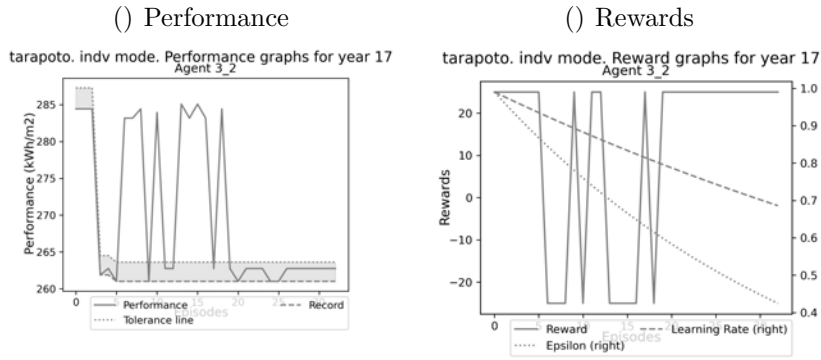 () Performance
tarapoto. indv mode. Performance graphs for year 17
Agent 3_2
Performance (kWh/m2)
285
280
275
270
265
260
0
5
10
15
20
25
30
Episodes
Performance
Tolerance line
Record
() Rewards
tarapoto. indv mode. Reward graphs for year 17
Agent 3_2
Rewards
20
10
0
−10
−20
1.0
0.9
0.8
0.7
0.6
0.5
0.4
0
5
10
Episodes
Reward
Epsilon (right)
Learning Rate (right)